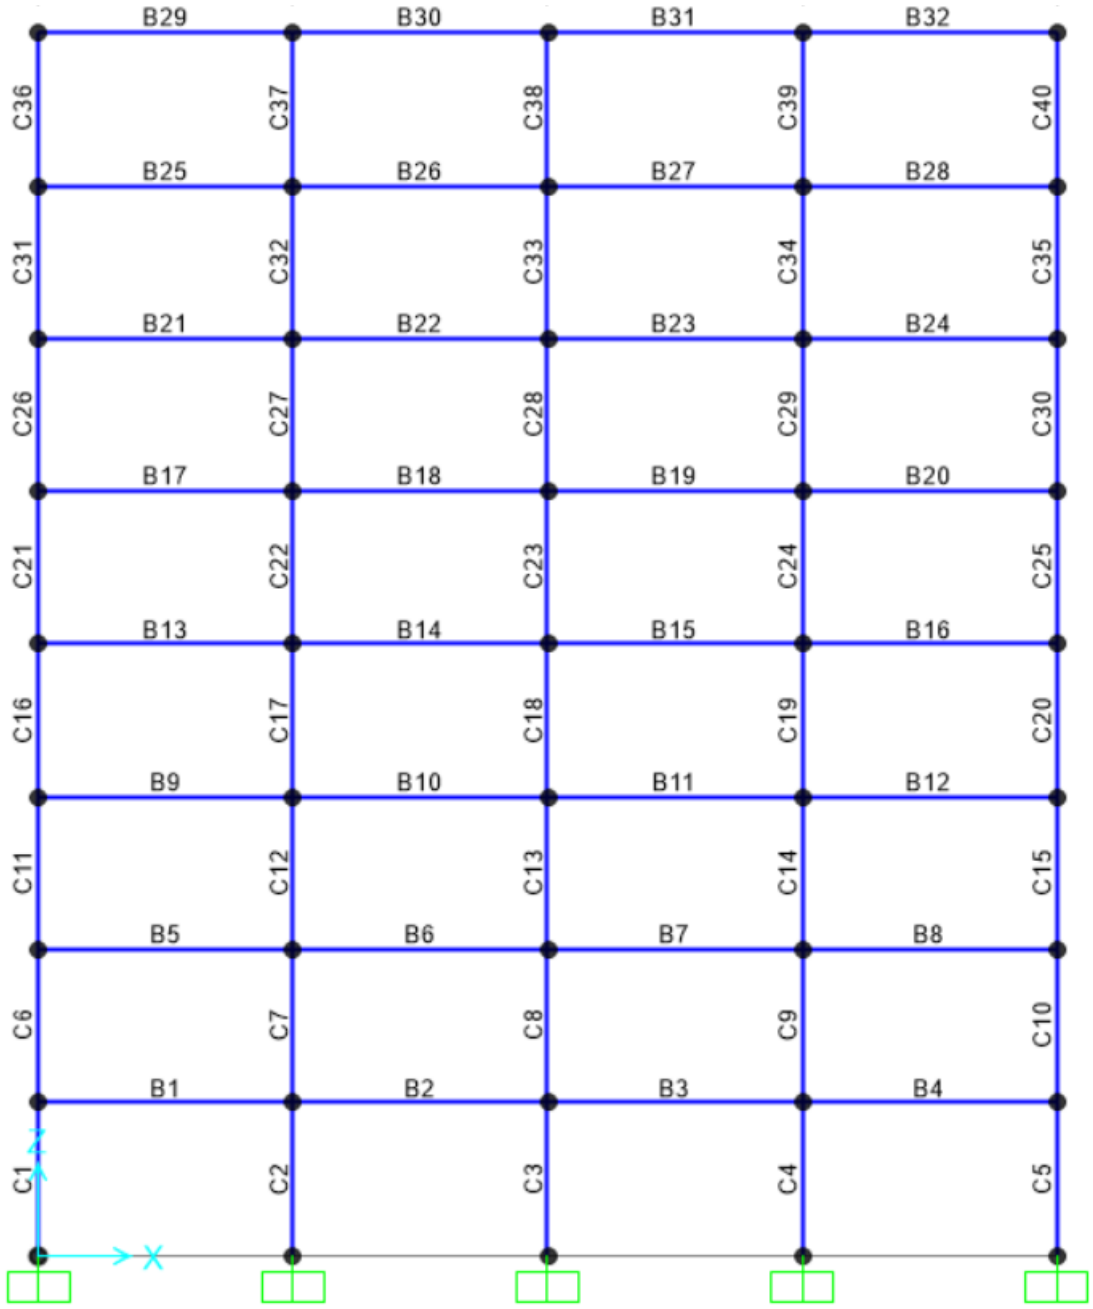 B29 B30 B31 B32
C36 C37 C38 C39 C40
B25 B26 B27 B28
C31 C32 C33 C34 C35
B21 B22 B23 B24
C26 C27 C28 C29 C30
B17 B18 B19 B20
C21 C22 C23 C24 C25
B13 B14 B15 B16
C16 C17 C18 C19 C20
B9 B10 B11 B12
C11 C12 C13 C14 C15
B5 B6 B7 B8
C6 C7 C8 C9 C10
B1 B2 B3 B4
Z
C1 C2 C3 C4 C5
X